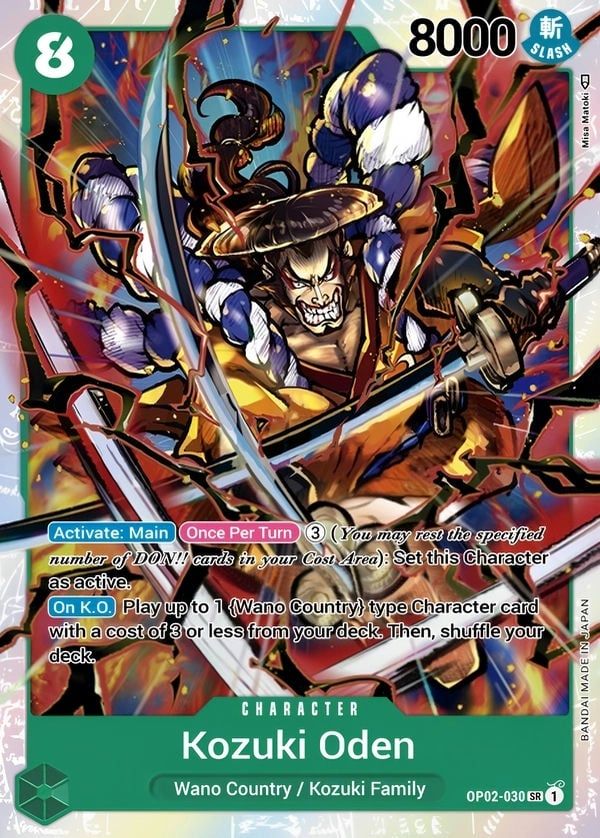 8
8000
斬
SLASH
Misa Matoki
Activate: Main Once Per Turn ③ (You may rest the specified
number of DON!! cards in your Cost Area): Set this Character
as active.
On K.O. Play up to 1 {Wano Country} type Character card
with a cost of 3 or less from your deck. Then, shuffle your
deck.
BANDAI MADE IN JAPAN
CHARACTER
Kozuki Oden
Wano Country / Kozuki Family
OP02-030 SR 1